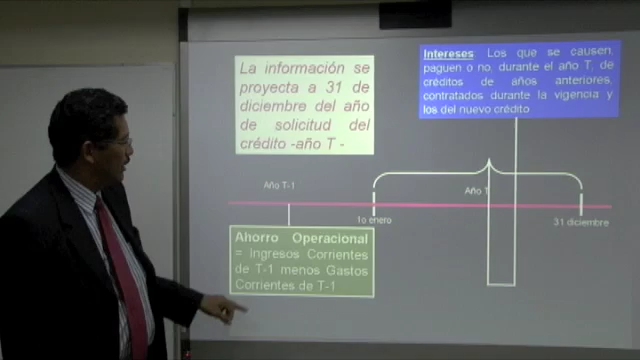 La información se
proyecta a 31 de
diciembre del año
de solicitud del
crédito -año T -
Intereses: Los que se causen,
paguen o no, durante el año T, de
créditos de años anteriores,
contratados durante la vigencia y
los del nuevo crédito
Año T-1
Año T
1o enero
31 diciembre
Ahorro Operacional
= Ingresos Corrientes
de T-1 menos Gastos
Corrientes de T-1